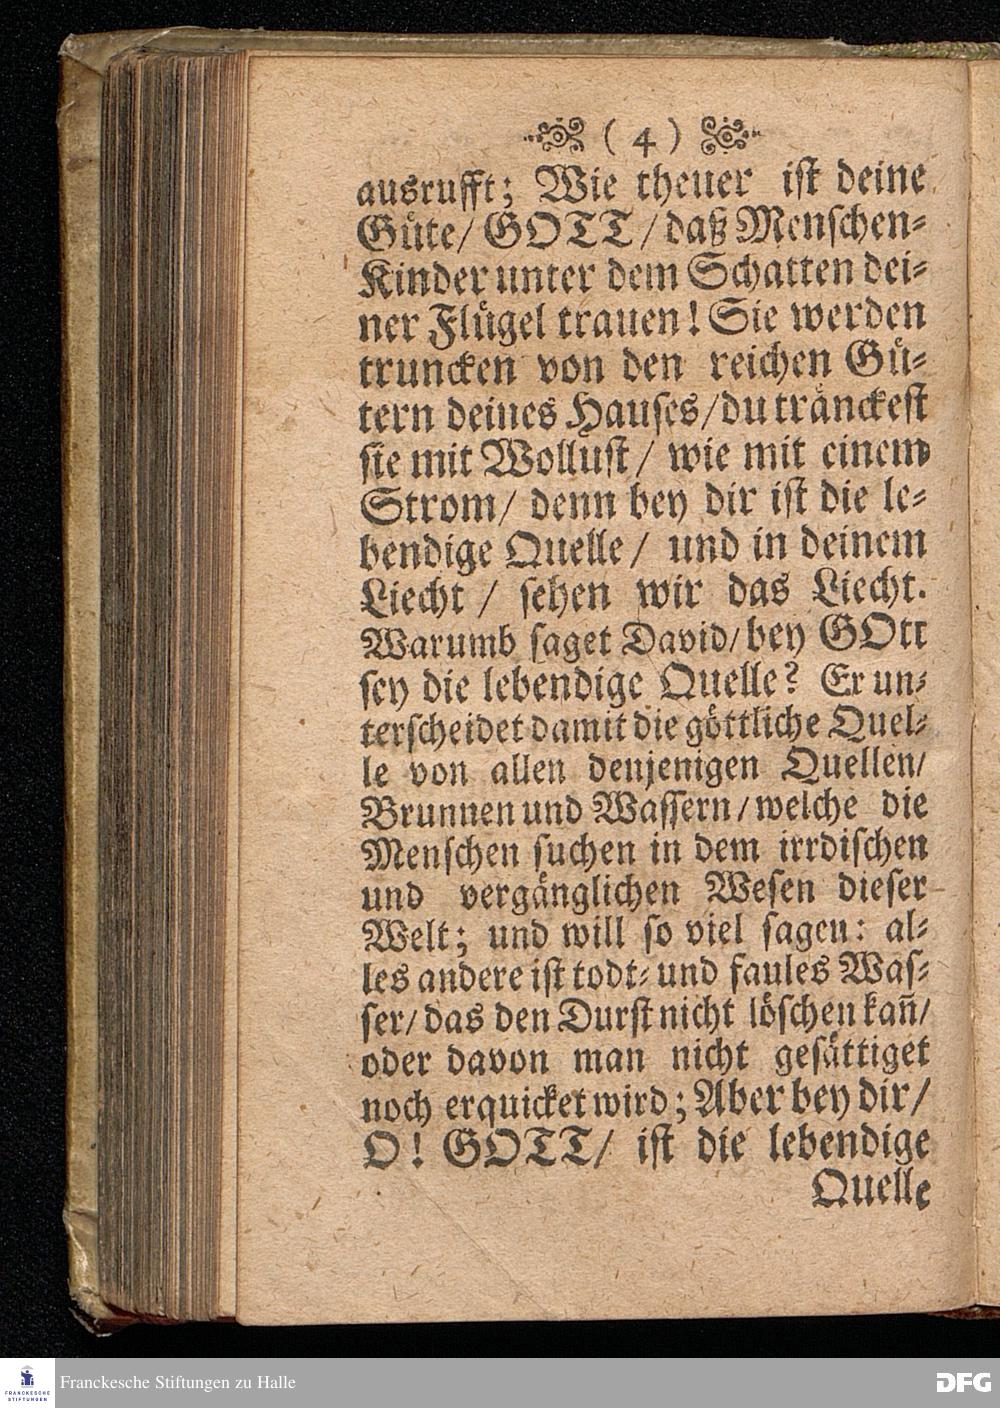 ( 4 )
ausrufft; Wie theuer ist deine
Güte/ GOTT/ daß Menschen-
Kinder unter dem Schatten dei-
ner Flügel trauen! Sie werden
truncken von den reichen Gü-
tern deines Hauses/ du tränckest
sie mit Wollust/ wie mit einem
Strom/ denn bey dir ist die le-
bendige Quelle/ und in deinem
Liecht/ sehen wir das Liecht.
Warumb saget David/ bey GOtt
sey die lebendige Quelle? Er un-
terscheidet damit die göttliche Quel-
le von allen denjenigen Quellen/
Brunnen und Wassern/ welche die
Menschen suchen in dem irrdischen
und vergänglichen Wesen dieser
Welt; und will so viel sagen: al-
les andere ist todt- und faules Was-
ser/ das den Durst nicht löschen kañ/
oder davon man nicht gesättiget
noch erquicket wird; Aber bey dir/
O! GOTT/ ist die lebendige
Quelle
FRANCKESCHE
STIFTUNGEN
Franckesche Stiftungen zu Halle
DFG